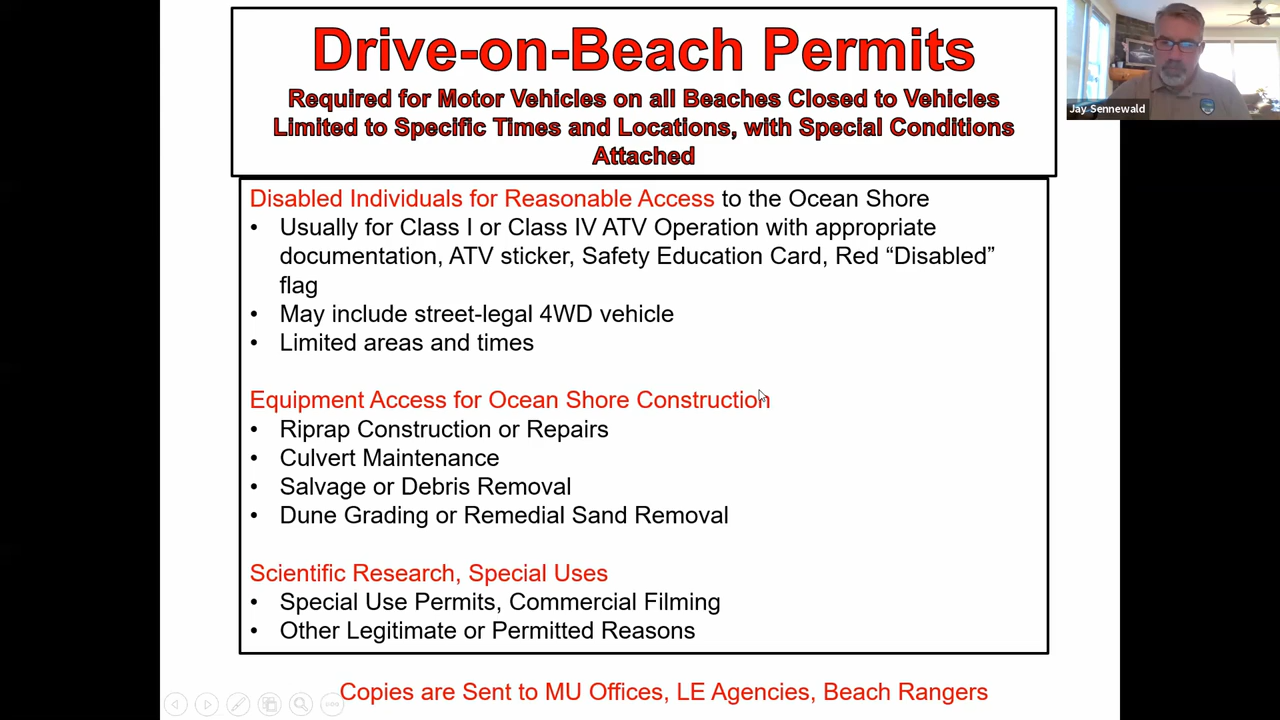 Drive-on-Beach Permits
Required for Motor Vehicles on all Beaches Closed to Vehicles
Limited to Specific Times and Locations, with Special Conditions
Attached
Jay Sennewald
Disabled Individuals for Reasonable Access to the Ocean Shore
• Usually for Class I or Class IV ATV Operation with appropriate
documentation, ATV sticker, Safety Education Card, Red “Disabled”
flag
• May include street-legal 4WD vehicle
• Limited areas and times
Equipment Access for Ocean Shore Construction
• Riprap Construction or Repairs
• Culvert Maintenance
• Salvage or Debris Removal
• Dune Grading or Remedial Sand Removal
Scientific Research, Special Uses
• Special Use Permits, Commercial Filming
• Other Legitimate or Permitted Reasons
Copies are Sent to MU Offices, LE Agencies, Beach Rangers